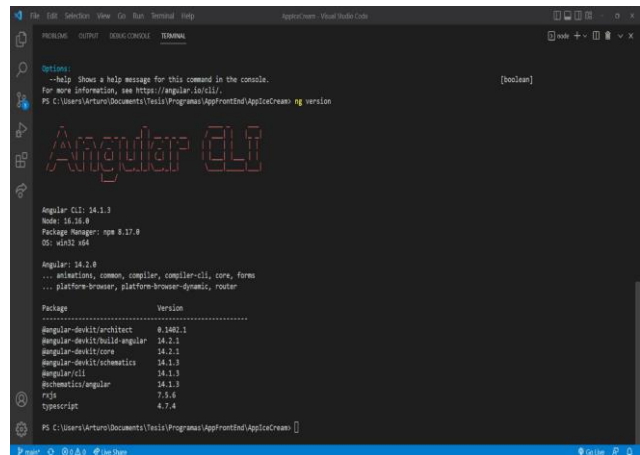 File Edit Selection View Go Run Terminal Help
AppIceCream - Visual Studio Code
PROBLEMS OUTPUT DEBUG CONSOLE TERMINAL
node
Options:
--help Shows a help message for this command in the console. [boolean]
For more information, see https://angular.io/cli/.
PS C:\Users\Arturo\Documents\Tesis\Programas\AppFrontEnd\AppIceCream> ng version
Angular CLI
Angular CLI: 14.1.3
Node: 16.16.0
Package Manager: npm 8.17.0
OS: win32 x64
Angular: 14.2.0
... animations, common, compiler, compiler-cli, core, forms
... platform-browser, platform-browser-dynamic, router
Package Version
------------------------------------------------------
@angular-devkit/architect 0.1402.1
@angular-devkit/build-angular 14.2.1
@angular-devkit/core 14.2.1
@angular-devkit/schematics 14.1.3
@angular/cli 14.1.3
@schematics/angular 14.1.3
rxjs 7.5.6
typescript 4.7.4
PS C:\Users\Arturo\Documents\Tesis\Programas\AppFrontEnd\AppIceCream>
main* 0 0 Live Share Go Live